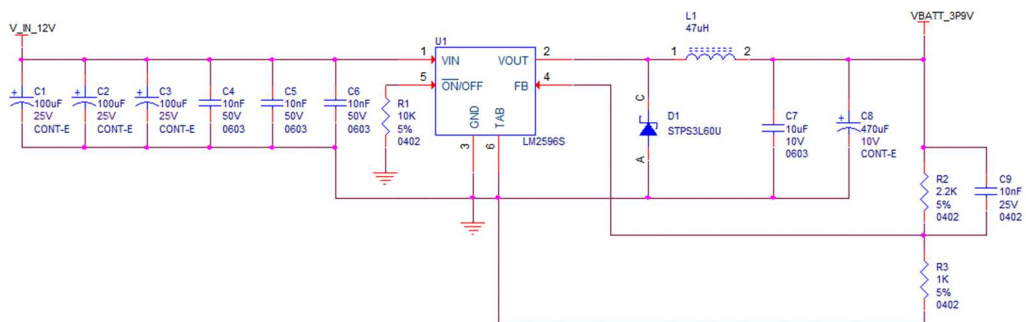 V_IN_12V
C1
100uF
25V
CONT-E
C2
100uF
25V
CONT-E
C3
100uF
25V
CONT-E
C4
10nF
50V
0603
C5
10nF
50V
0603
C6
10nF
50V
0603
R1
10K
5%
0402
U1
1
VIN
5
ON/OFF
VOUT
2
FB
4
GND
TAB
3
6
LM2596S
C
D1
STPS3L60U
A
L1
47uH
1
2
C7
10uF
10V
0603
C8
470uF
10V
CONT-E
VBATT_3P9V
R2
2.2K
5%
0402
C9
10nF
25V
0402
R3
1K
5%
0402